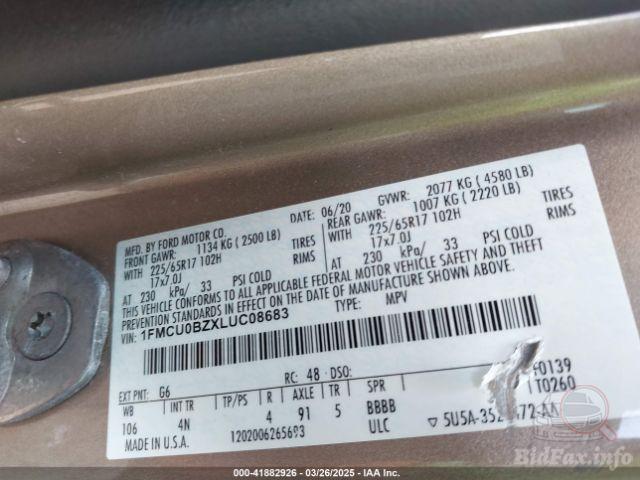 MFD. BY FORD MOTOR CO.
DATE: 06/20 GVWR: 2077 KG ( 4580 LB)
FRONT GAWR: 1134 KG ( 2500 LB) REAR GAWR: 1007 KG ( 2220 LB)
WITH 225/65R17 102H TIRES WITH 225/65R17 102H TIRES
17x7.0J RIMS 17x7.0J RIMS
AT 230 kPa/ 33 PSI COLD AT 230 kPa/ 33 PSI COLD
THIS VEHICLE CONFORMS TO ALL APPLICABLE FEDERAL MOTOR VEHICLE SAFETY AND THEFT
PREVENTION STANDARDS IN EFFECT ON THE DATE OF MANUFACTURE SHOWN ABOVE.
VIN: 1FMCU0BZXLUC08683 TYPE: MPV
EXT PNT: G6 RC: 48 DSO: F0139
WB INT TR TP/PS R AXLE TR SPR T0260
106 4N 4 91 5 BBBB
MADE IN U.S.A. 1202006265693 ULC
000-41882926 - 03/26/2025 - IAA Inc.
BidFax.info